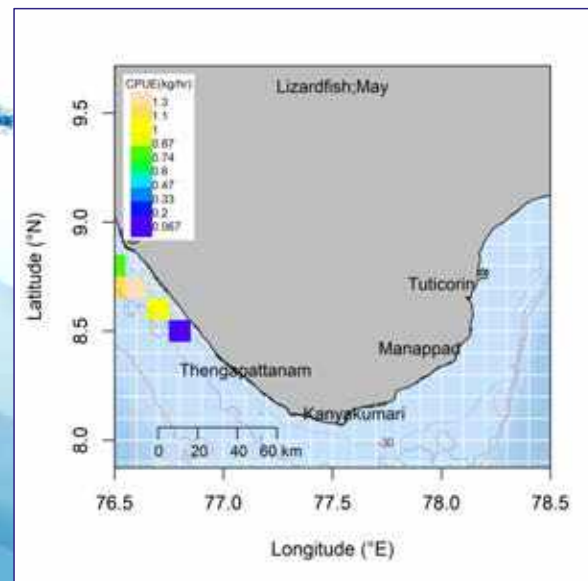 Lizardfish;May
CPUE(kg/hr)
1.3
1.1
1
0.87
0.74
0.6
0.47
0.33
0.2
0.067
9.5
9.0
8.5
8.0
Latitude (°N)
Tuticorin
Manappad
Thengapattanam
Kanyakumari
-30
0 20 40 60 km
76.5 77.0 77.5 78.0 78.5
Longitude (°E)